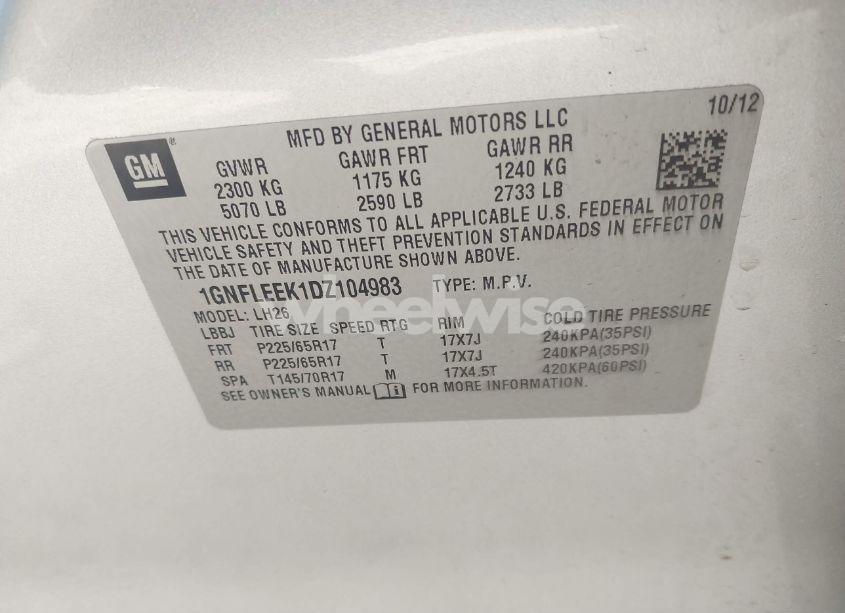 10/12
MFD BY GENERAL MOTORS LLC
GM®
GVWR GAWR FRT GAWR RR
2300 KG 1175 KG 1240 KG
5070 LB 2590 LB 2733 LB
THIS VEHICLE CONFORMS TO ALL APPLICABLE U.S. FEDERAL MOTOR
VEHICLE SAFETY AND THEFT PREVENTION STANDARDS IN EFFECT ON
THE DATE OF MANUFACTURE SHOWN ABOVE.
1GNFLEEK1DZ104983 TYPE: M.P.V.
wheelwise
MODEL: LH26
LBBJ TIRE SIZE SPEED RTG RIM COLD TIRE PRESSURE
FRT P225/65R17 T 17X7J 240KPA(35PSI)
RR P225/65R17 T 17X7J 240KPA(35PSI)
SPA T145/70R17 M 17X4.5T 420KPA(60PSI)
SEE OWNER'S MANUAL i FOR MORE INFORMATION.